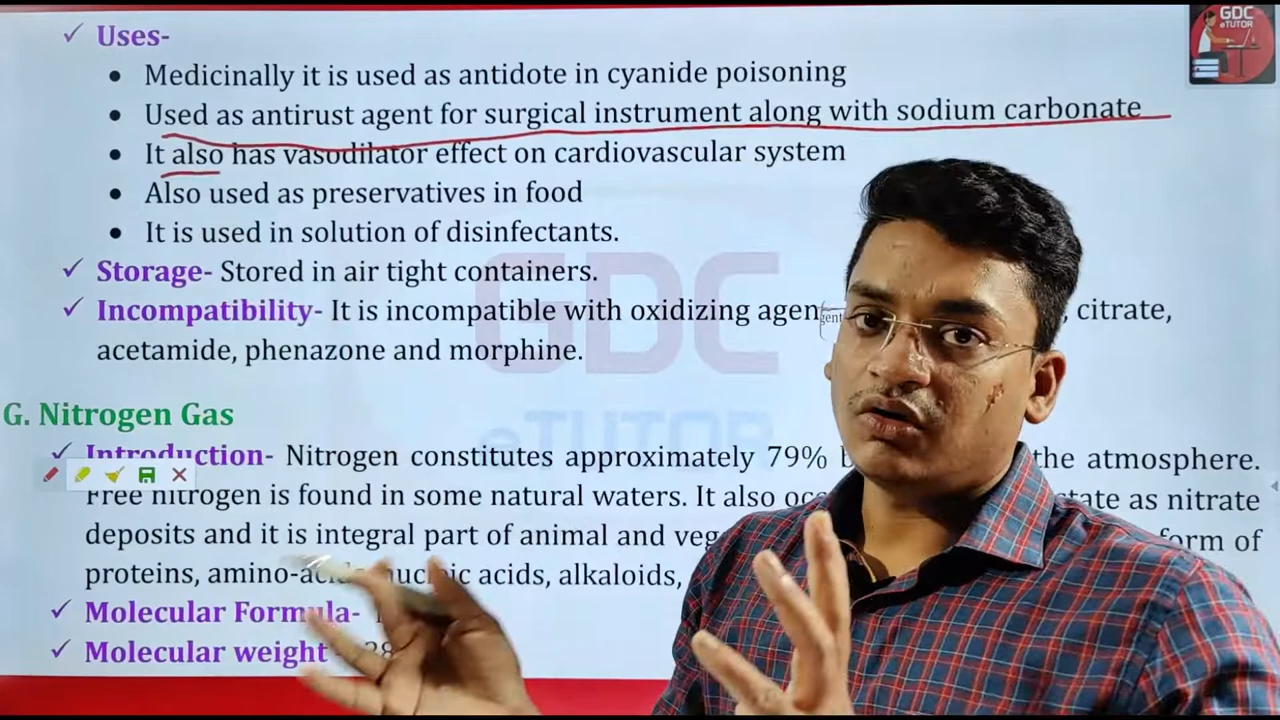 GDC
eTUTOR
✓ Uses-
• Medicinally it is used as antidote in cyanide poisoning
• Used as antirust agent for surgical instrument along with sodium carbonate
• It also has vasodilator effect on cardiovascular system
• Also used as preservatives in food
• It is used in solution of disinfectants.
✓ Storage- Stored in air tight containers.
✓ Incompatibility- It is incompatible with oxidizing agen , citrate,
acetamide, phenazone and morphine.
GDC
eTUTOR
G. Nitrogen Gas
✓ Introduction- Nitrogen constitutes approximately 79% the atmosphere.
Free nitrogen is found in some natural waters. It also state as nitrate
deposits and it is integral part of animal and form of
proteins, amino-acids, nucleic acids, alkaloids,
✓ Molecular Formula-
✓ Molecular weight - 28